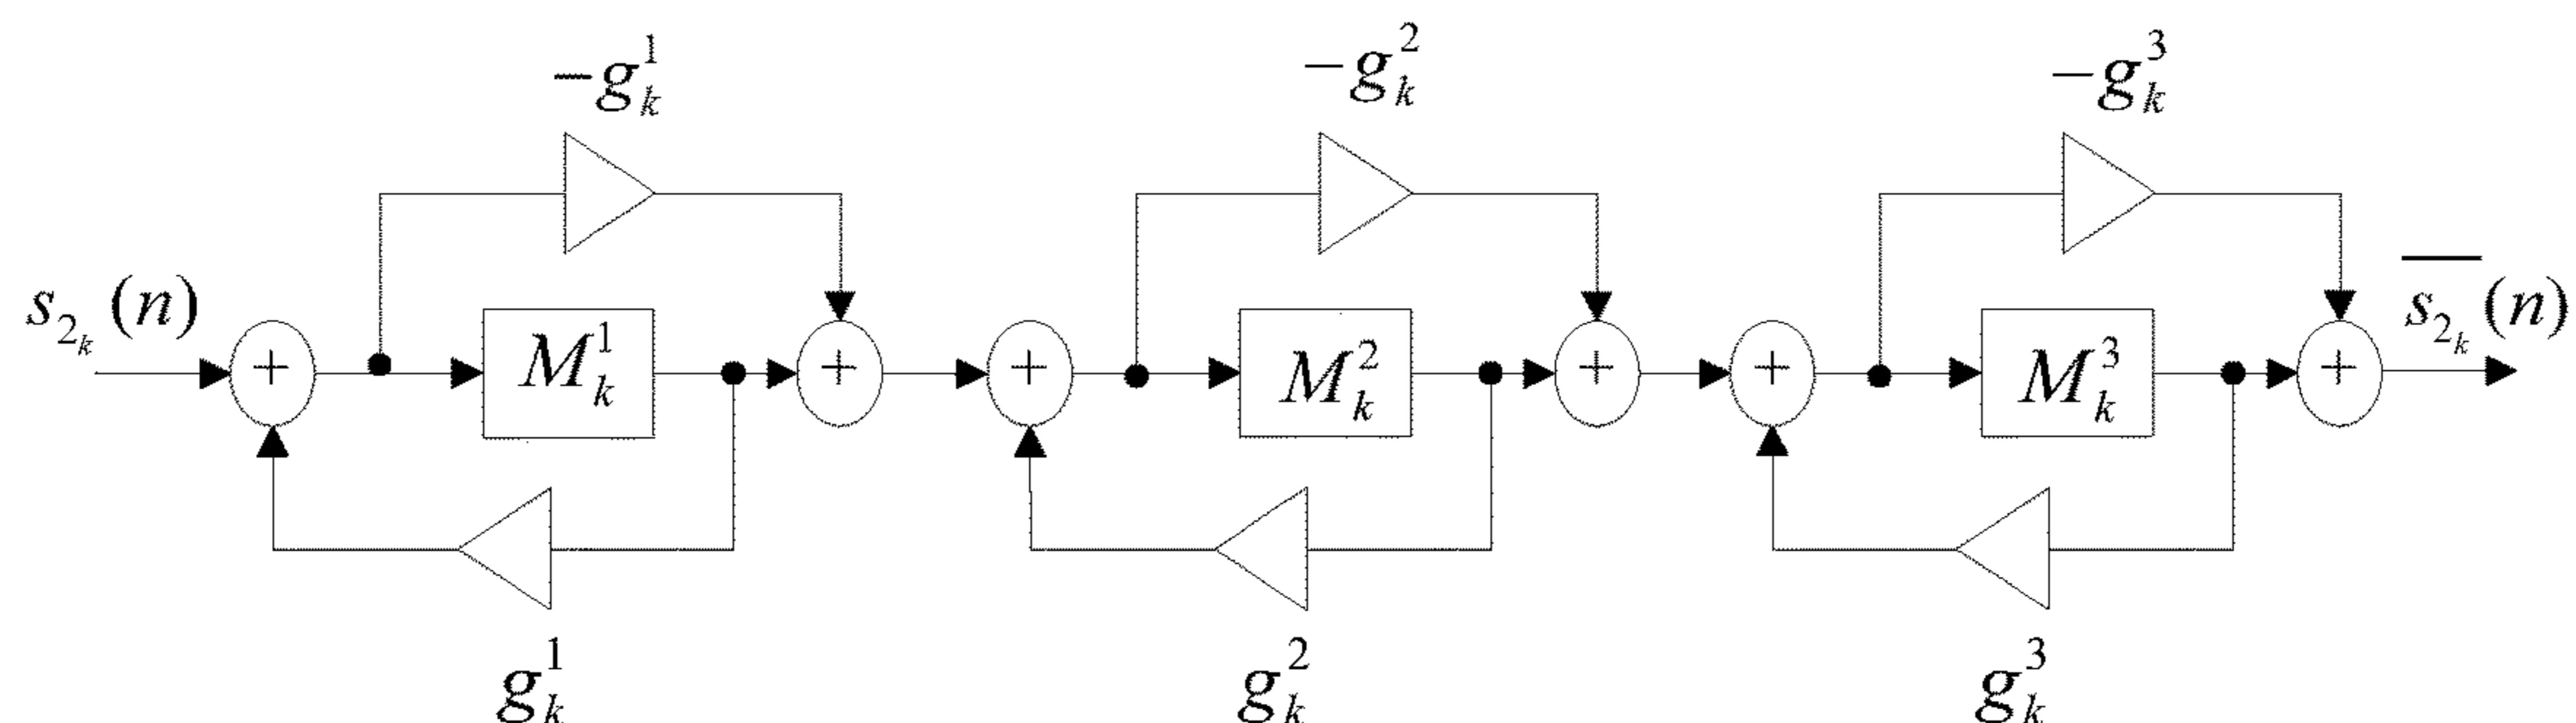 −g_k^1
−g_k^2
−g_k^3
s_{2_k}(n)
+
M_k^1
+
+
M_k^2
+
+
M_k^3
+
\overline{s_{2_k}}(n)
g_k^1
g_k^2
g_k^3